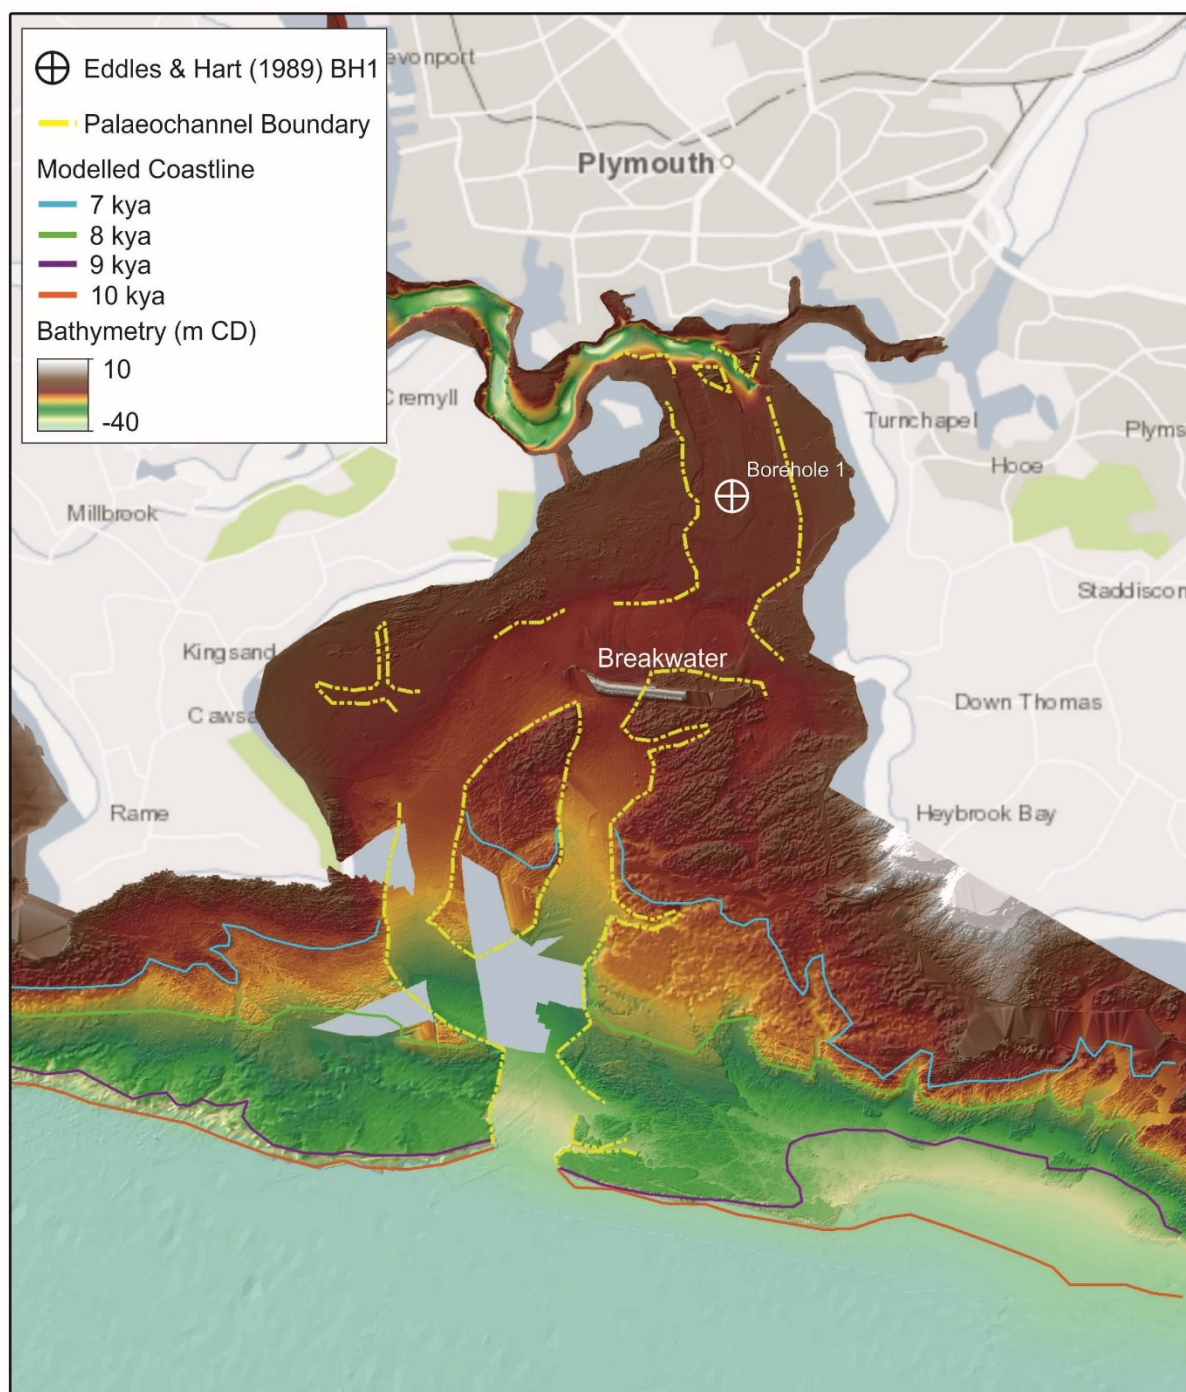 Eddles & Hart (1989) BH1
Palaeochannel Boundary
Modelled Coastline
7 kya
8 kya
9 kya
10 kya
Bathymetry (m CD)
10
-40
evonport
Plymouth
Cremyll
Turnchapel
Plyms
Hooe
Borehole 1
Millbrook
Staddiscon
Kingsand
Breakwater
Cawsa
Down Thomas
Rame
Heybrook Bay